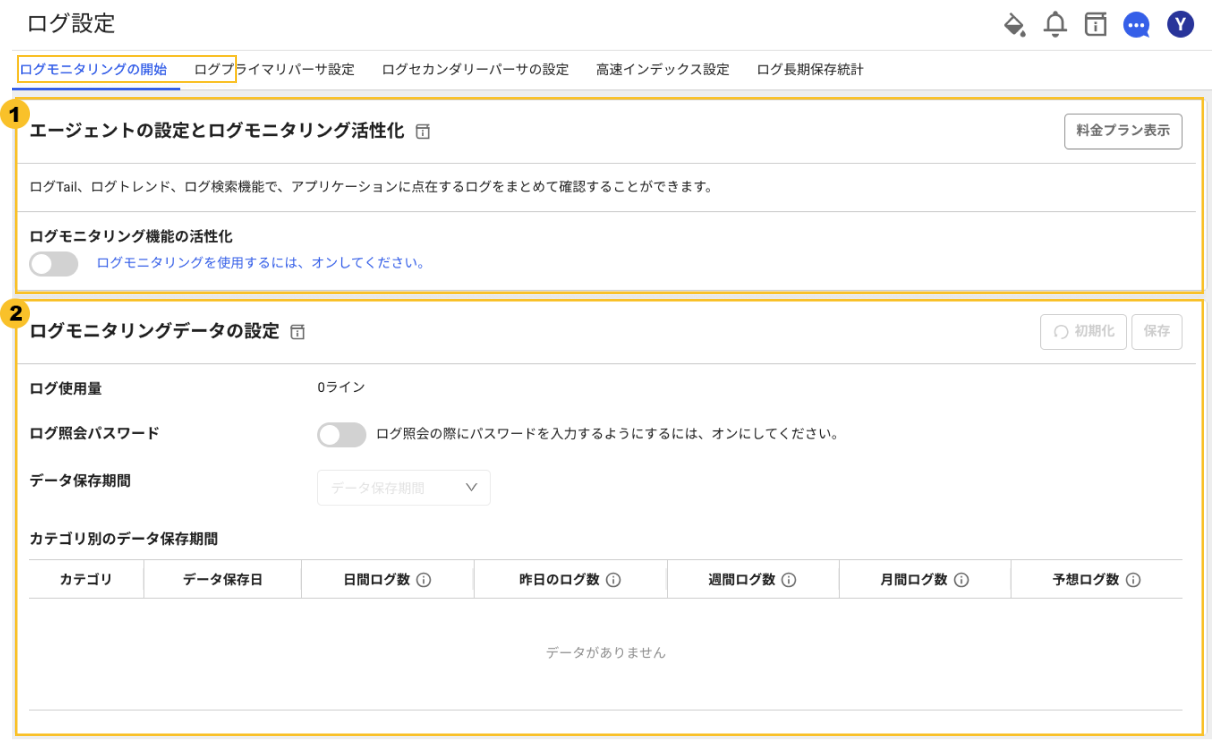 ログ設定
Y
ログモニタリングの開始 ログプライマリパーサ設定 ログセカンダリーパーサの設定 高速インデックス設定 ログ長期保存統計
1
エージェントの設定とログモニタリング活性化 料金プラン表示
ログTail、ログトレンド、ログ検索機能で、アプリケーションに点在するログをまとめて確認することができます。
ログモニタリング機能の活性化
ログモニタリングを使用するには、オンしてください。
2
ログモニタリングデータの設定 初期化 保存
ログ使用量 0ライン
ログ照会パスワード ログ照会の際にパスワードを入力するようにするには、オンにしてください。
データ保存期間 データ保存期間
カテゴリ別のデータ保存期間
カテゴリ データ保存日 日間ログ数 昨日のログ数 週間ログ数 月間ログ数 予想ログ数
データがありません